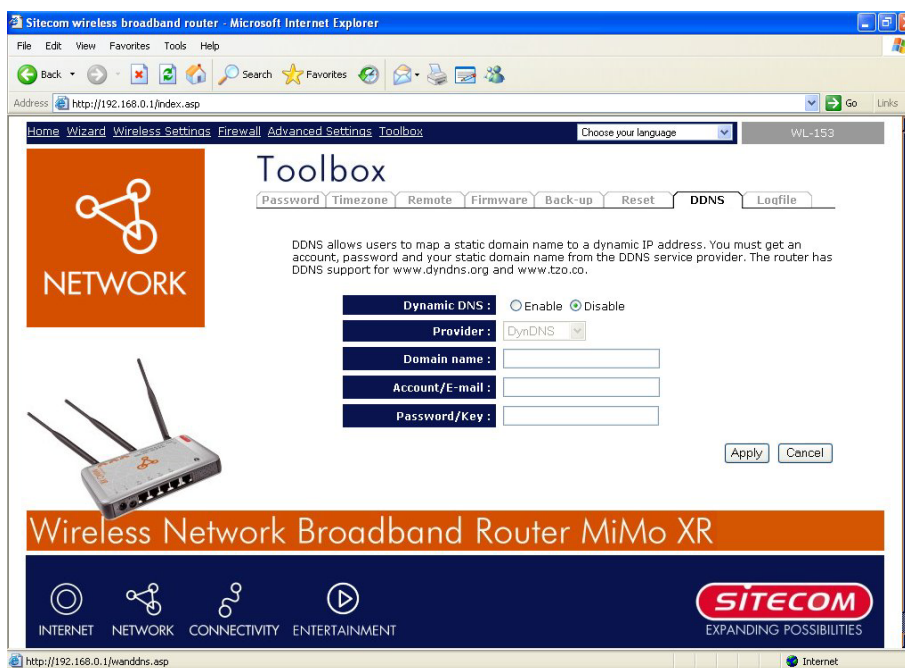 Sitecom wireless broadband router - Microsoft Internet Explorer
File Edit View Favorites Tools Help
Back Search Favorites
Address http://192.168.0.1/index.asp Go Links
Home Wizard Wireless Settings Firewall Advanced Settings Toolbox Choose your language WL-153
Toolbox
Password Timezone Remote Firmware Back-up Reset DDNS Logfile
DDNS allows users to map a static domain name to a dynamic IP address. You must get an
account, password and your static domain name from the DDNS service provider. The router has
DDNS support for www.dyndns.org and www.tzo.co.
NETWORK
Dynamic DNS : Enable Disable
Provider : DynDNS
Domain name :
Account/E-mail :
Password/Key :
Apply Cancel
Wireless Network Broadband Router MiMo XR
INTERNET NETWORK CONNECTIVITY ENTERTAINMENT
SITECOM
EXPANDING POSSIBILITIES
http://192.168.0.1/wanddns.asp Internet